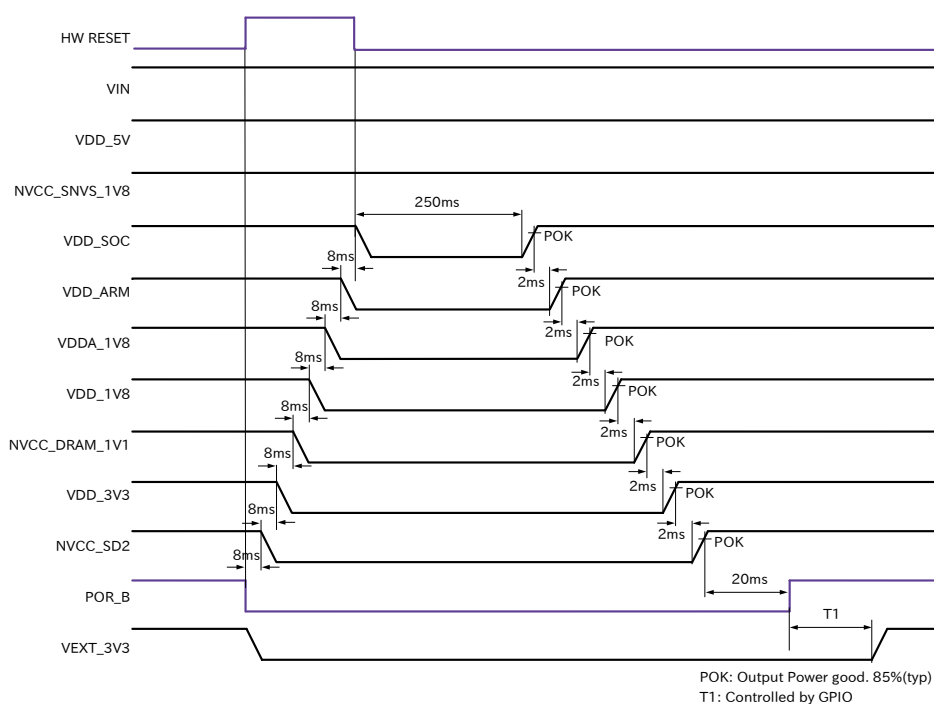 HW RESET
VIN
VDD_5V
NVCC_SNVS_1V8
250ms
VDD_SOC
POK
8ms
2ms
VDD_ARM
POK
8ms
2ms
VDDA_1V8
POK
8ms
2ms
VDD_1V8
POK
8ms
2ms
NVCC_DRAM_1V1
POK
8ms
2ms
VDD_3V3
POK
8ms
2ms
NVCC_SD2
POK
8ms
20ms
POR_B
T1
VEXT_3V3
POK: Output Power good. 85%(typ)
T1: Controlled by GPIO